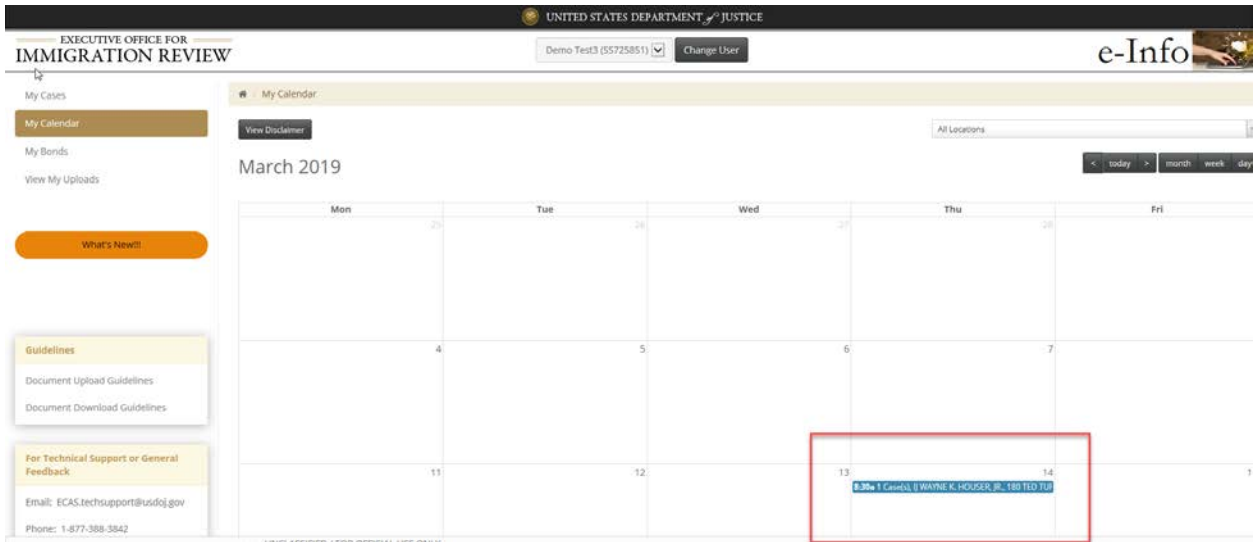 UNITED STATES DEPARTMENT of JUSTICE
EXECUTIVE OFFICE FOR
IMMIGRATION REVIEW
Demo Test3 (SS725851)
Change User
e-Info
My Cases
My Calendar
My Bonds
View My Uploads
What's New!!!
Guidelines
Document Upload Guidelines
Document Download Guidelines
For Technical Support or General
Feedback
Email: ECAS.techsupport@usdoj.gov
Phone: 1-877-388-3842
My Calendar
View Disclaimer
All Locations
March 2019
< today > month week day
Mon Tue Wed Thu Fri
25 26 27 28
4 5 6 7
11 12 13 14 1
8:30a 1 Case(s), IJ WAYNE K. HOUSER, JR., 180 TED TUR